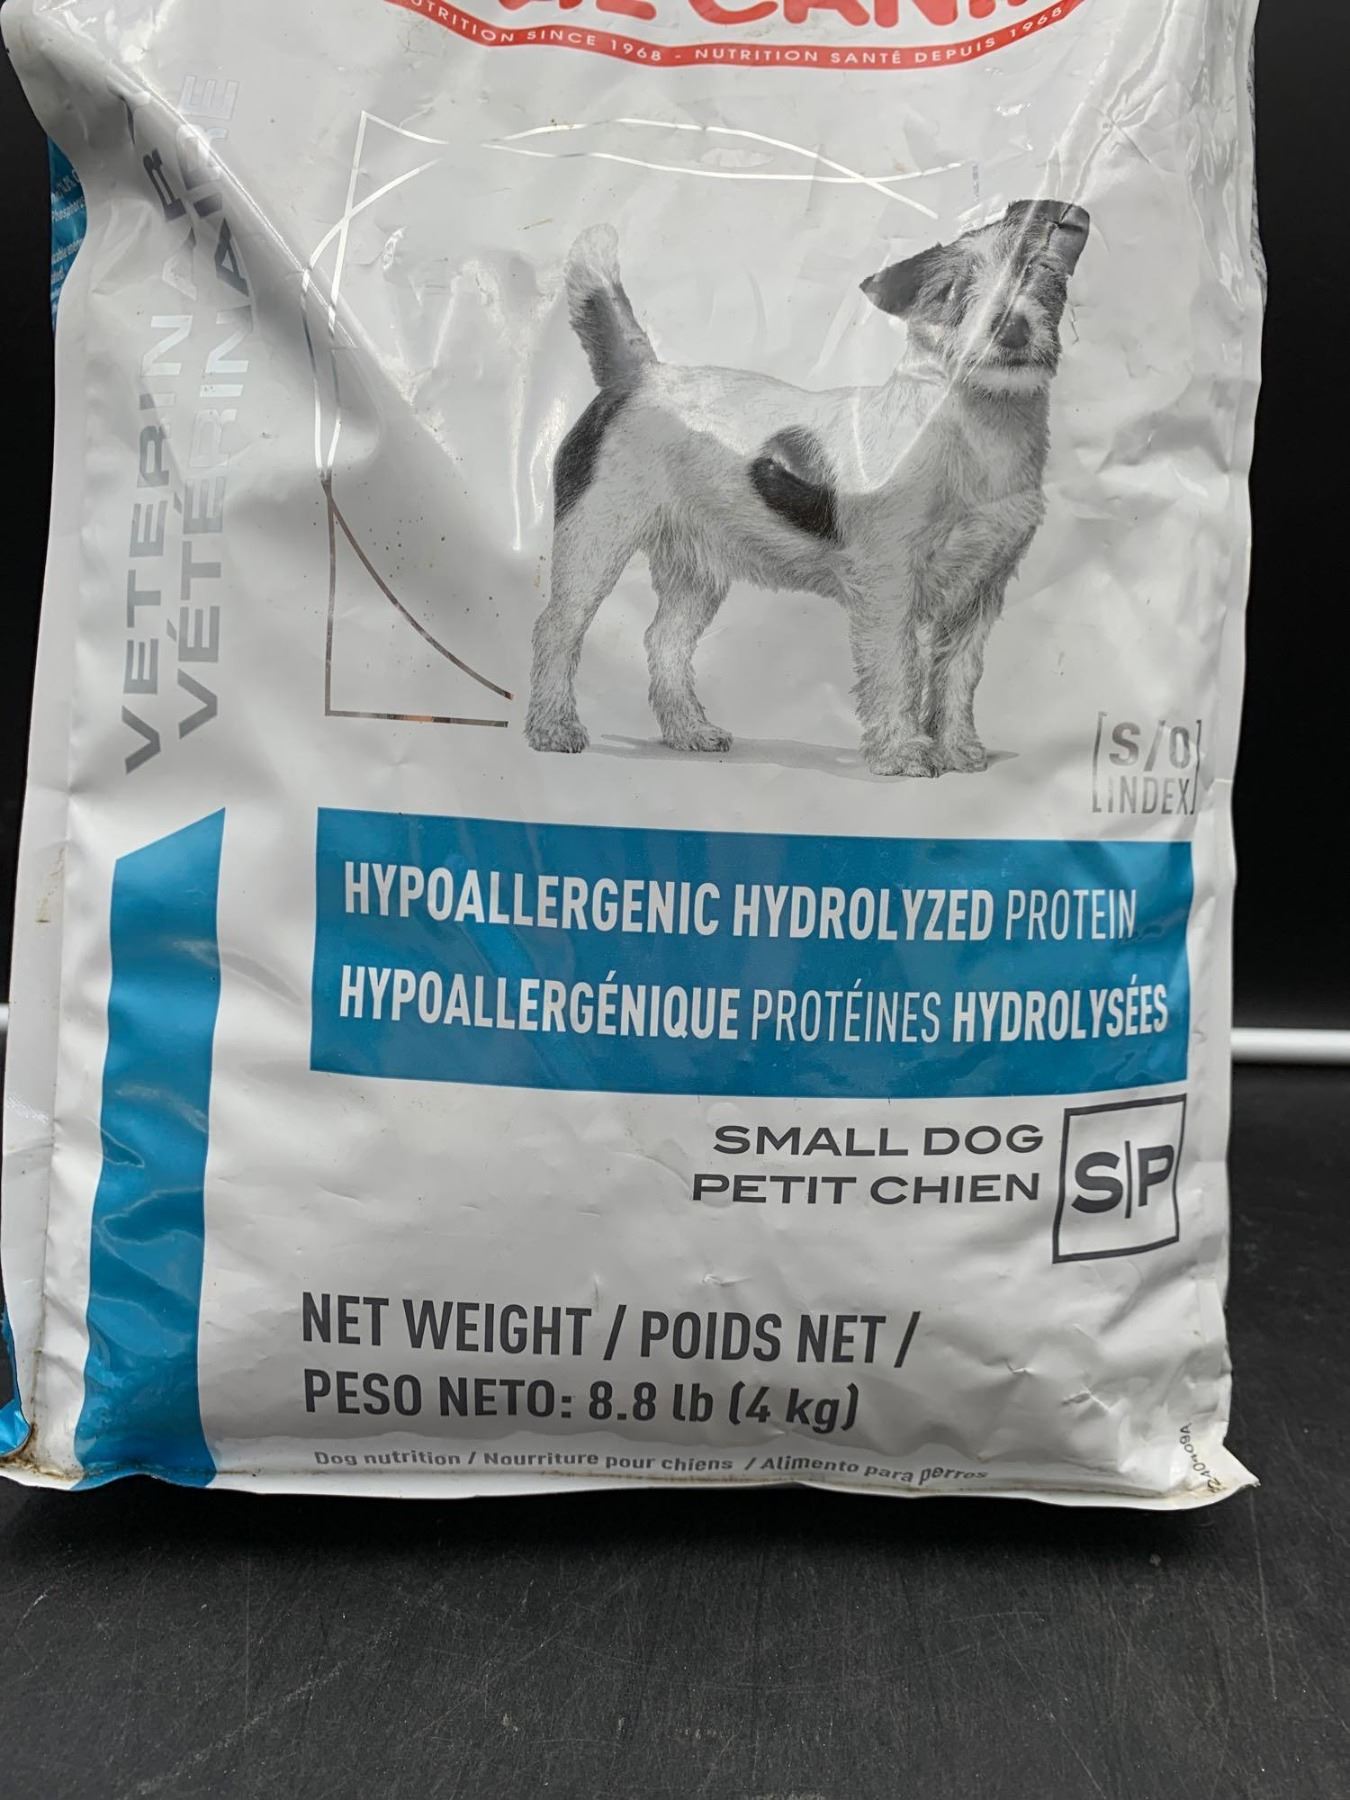 NUTRITION SINCE 1968 - NUTRITION SANTÉ DEPUIS 1968
VÉTÉRINAIRE
[S/O]
[INDEX]
HYPOALLERGENIC HYDROLYZED PROTEIN
HYPOALLERGÉNIQUE PROTÉINES HYDROLYSÉES
SMALL DOG
PETIT CHIEN
S|P
NET WEIGHT / POIDS NET /
PESO NETO: 8.8 lb (4 kg)
Dog nutrition / Nourriture pour chiens / Alimento para perros